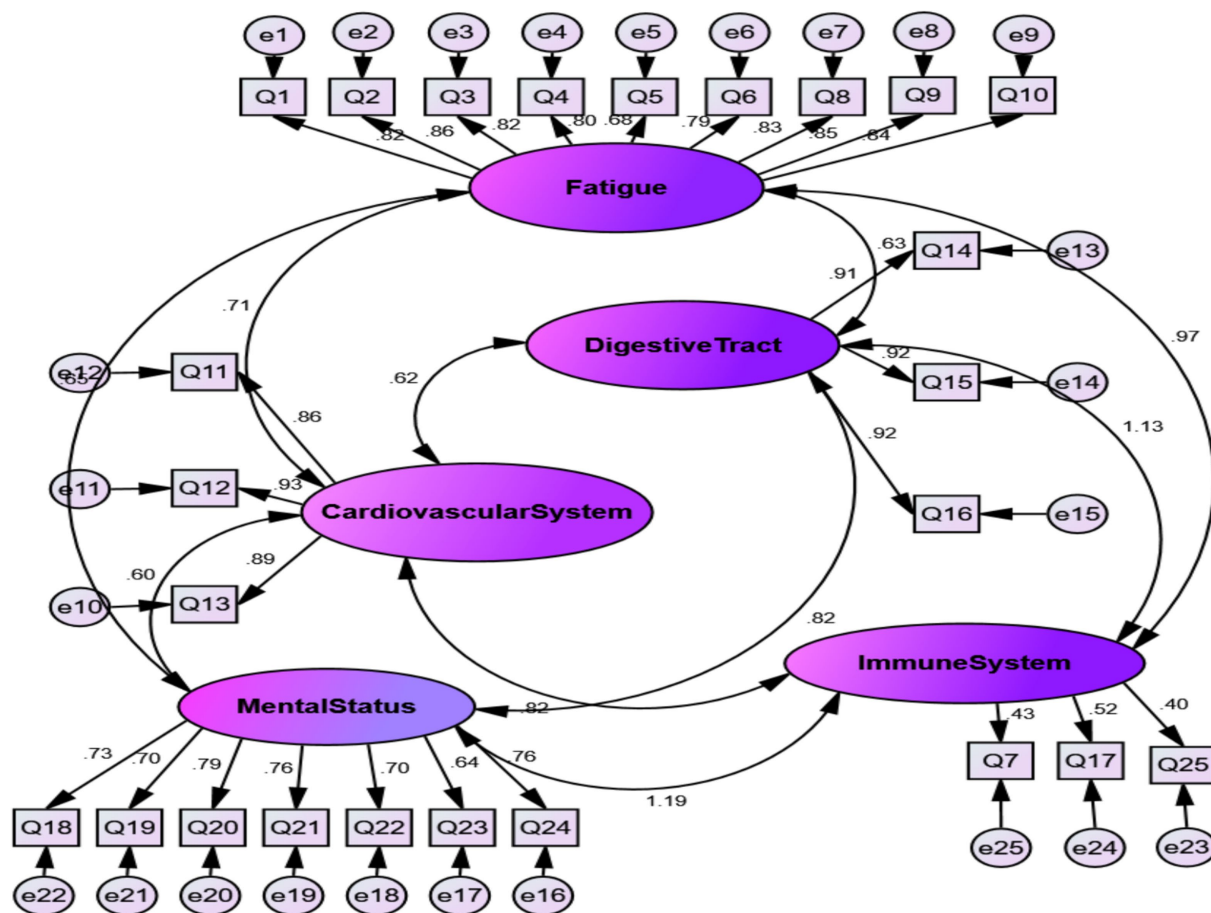 e1 e2 e3 e4 e5 e6 e7 e8 e9
Q1 Q2 Q3 Q4 Q5 Q6 Q8 Q9 Q10
.82 .86 .82 .80 .68 .79 .83 .85 .84
Fatigue
.63 Q14 e13
.91
.71
.97
DigestiveTract
e12 .65 Q11 .62 .92 Q15 e14
.86 1.13
.92
e11 Q12 .93
CardiovascularSystem Q16 e15
.89
.60
e10 Q13
.82
ImmuneSystem
MentalStatus .82
.43 .52 .40
.73 .70 .79 .76 .70 .64 .76
Q7 Q17 Q25
1.19
Q18 Q19 Q20 Q21 Q22 Q23 Q24
e25 e24 e23
e22 e21 e20 e19 e18 e17 e16